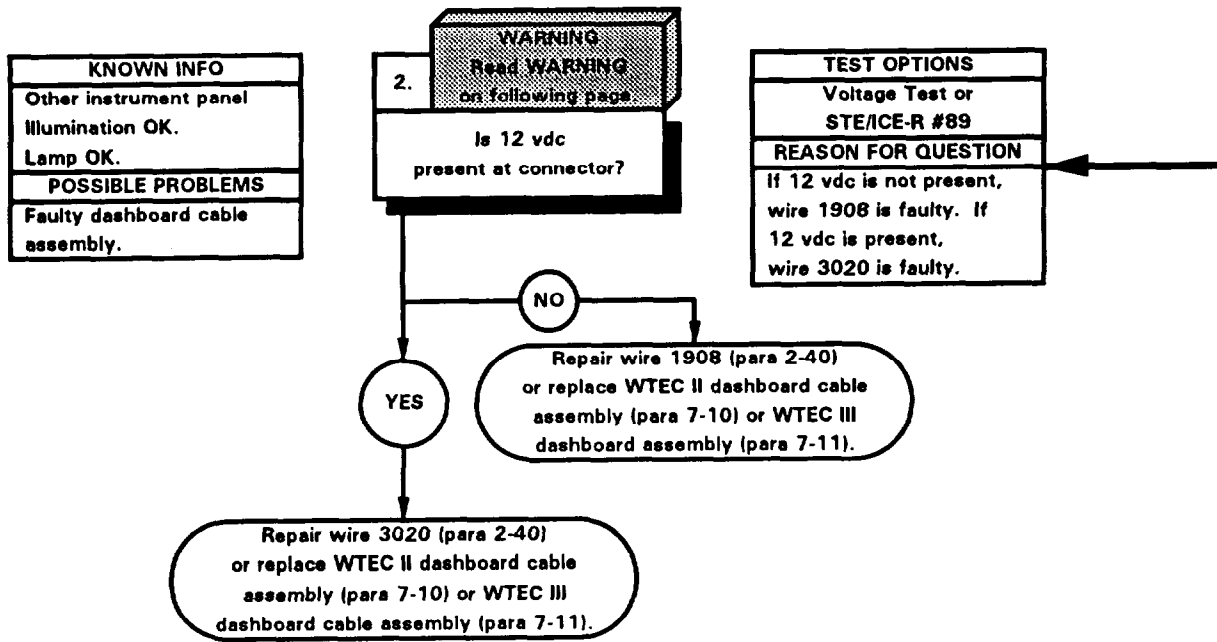 KNOWN INFO
Other instrument panel
Illumination OK.
Lamp OK.
POSSIBLE PROBLEMS
Faulty dashboard cable
assembly.
WARNING
Read WARNING
on following page.
2.
Is 12 vdc
present at connector?
TEST OPTIONS
Voltage Test or
STE/ICE-R #89
REASON FOR QUESTION
If 12 vdc is not present,
wire 1908 is faulty. If
12 vdc is present,
wire 3020 is faulty.
NO
Repair wire 1908 (para 2-40)
or replace WTEC II dashboard cable
assembly (para 7-10) or WTEC III
dashboard assembly (para 7-11).
YES
Repair wire 3020 (para 2-40)
or replace WTEC II dashboard cable
assembly (para 7-10) or WTEC III
dashboard cable assembly (para 7-11).